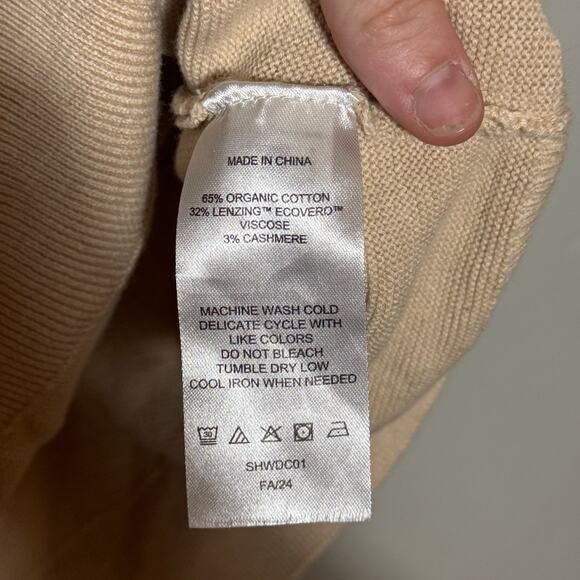 MADE IN CHINA
65% ORGANIC COTTON
32% LENZING™ ECOVERO™
VISCOSE
3% CASHMERE
MACHINE WASH COLD
DELICATE CYCLE WITH
LIKE COLORS
DO NOT BLEACH
TUMBLE DRY LOW
COOL IRON WHEN NEEDED
SHWDC01
FA/24